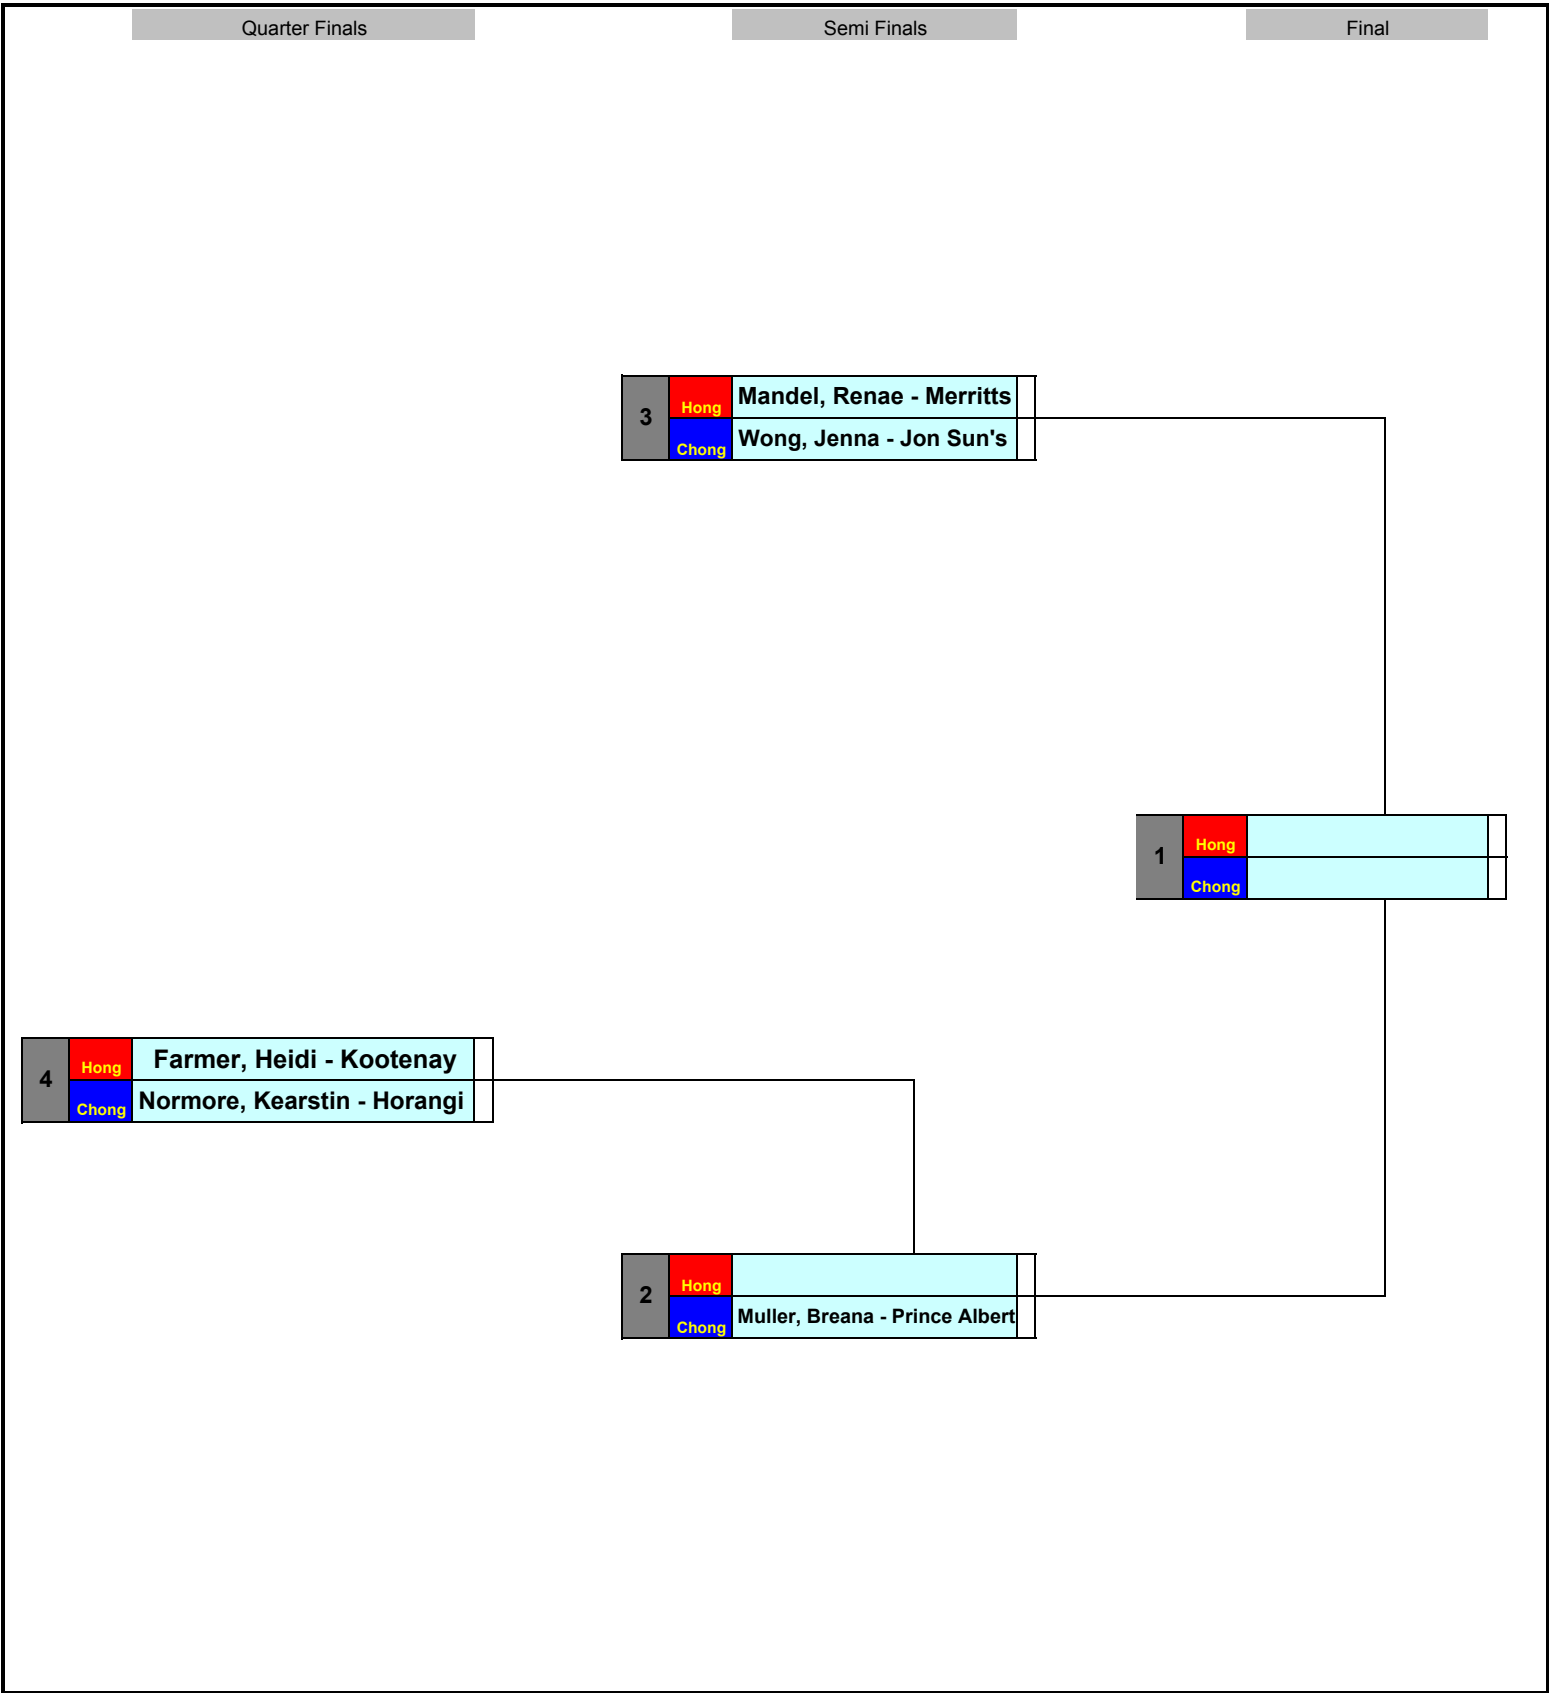 Quarter Finals
Semi Finals
Final
3
Hong
Mandel, Renae - Merritts
Chong
Wong, Jenna - Jon Sun's
1
Hong
Chong
4
Hong
Farmer, Heidi - Kootenay
Chong
Normore, Kearstin - Horangi
2
Hong
Chong
Muller, Breana - Prince Albert